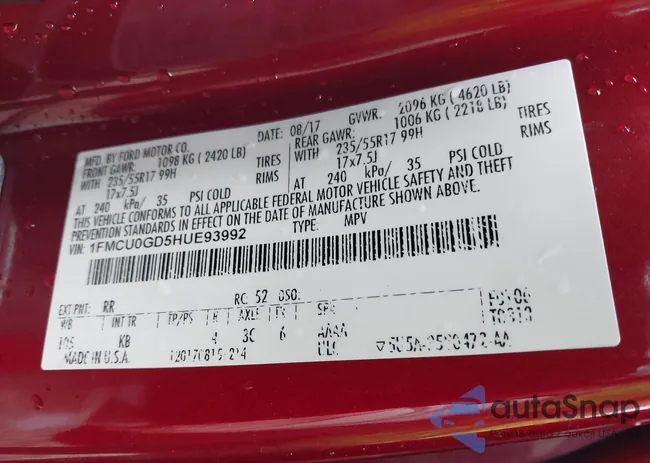 MFD. BY FORD MOTOR CO.
DATE: 08/17 GVWR: 2096 KG ( 4620 LB)
FRONT GAWR: 1098 KG ( 2420 LB) REAR GAWR: 1006 KG ( 2218 LB)
WITH 235/55R17 99H TIRES WITH 235/55R17 99H TIRES
17x7.5J RIMS 17x7.5J RIMS
AT 240 kPa/ 35 PSI COLD AT 240 kPa/ 35 PSI COLD
THIS VEHICLE CONFORMS TO ALL APPLICABLE FEDERAL MOTOR VEHICLE SAFETY AND THEFT
PREVENTION STANDARDS IN EFFECT ON THE DATE OF MANUFACTURE SHOWN ABOVE.
VIN: 1FMCU0GD5HUE93992 TYPE: MPV
EXT PNT: RR RC: 52 DSO:
WB INT TR TP/PS R AXLE SPR
KB 4 6
MADE IN U.S.A.
autoSnap